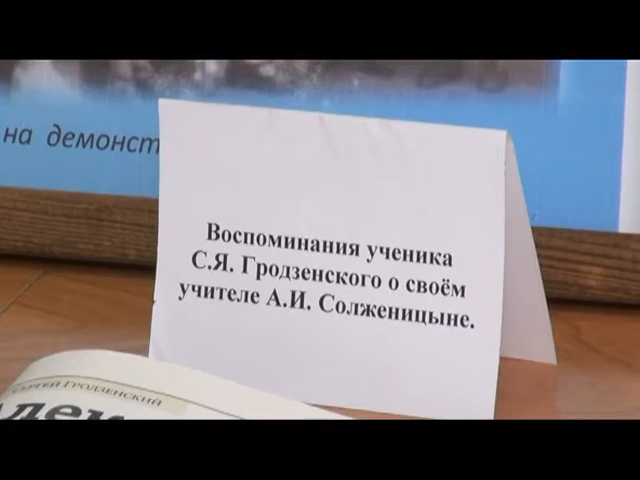 на демонст
Воспоминания ученика
С.Я. Гродзенского о своём
учителе А.И. Солженицыне.
СЕРГЕЙ ГРОДЗЕНСКИЙ